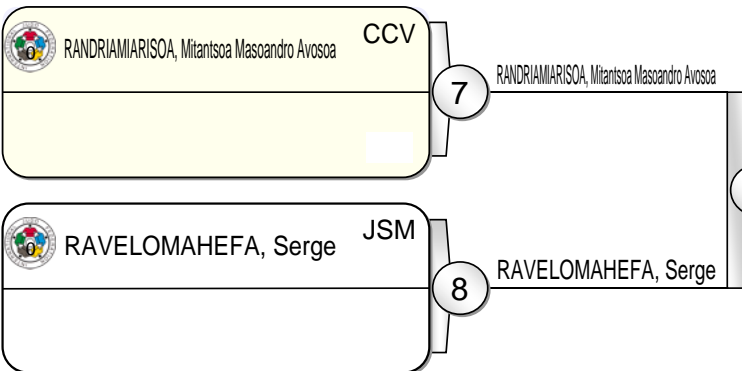 RANDRIAMIARISOA, Mitantsoa Masoandro Avosoa CCV
7 RANDRIAMIARISOA, Mitantsoa Masoandro Avosoa
RAVELOMAHEFA, Serge JSM
8 RAVELOMAHEFA, Serge